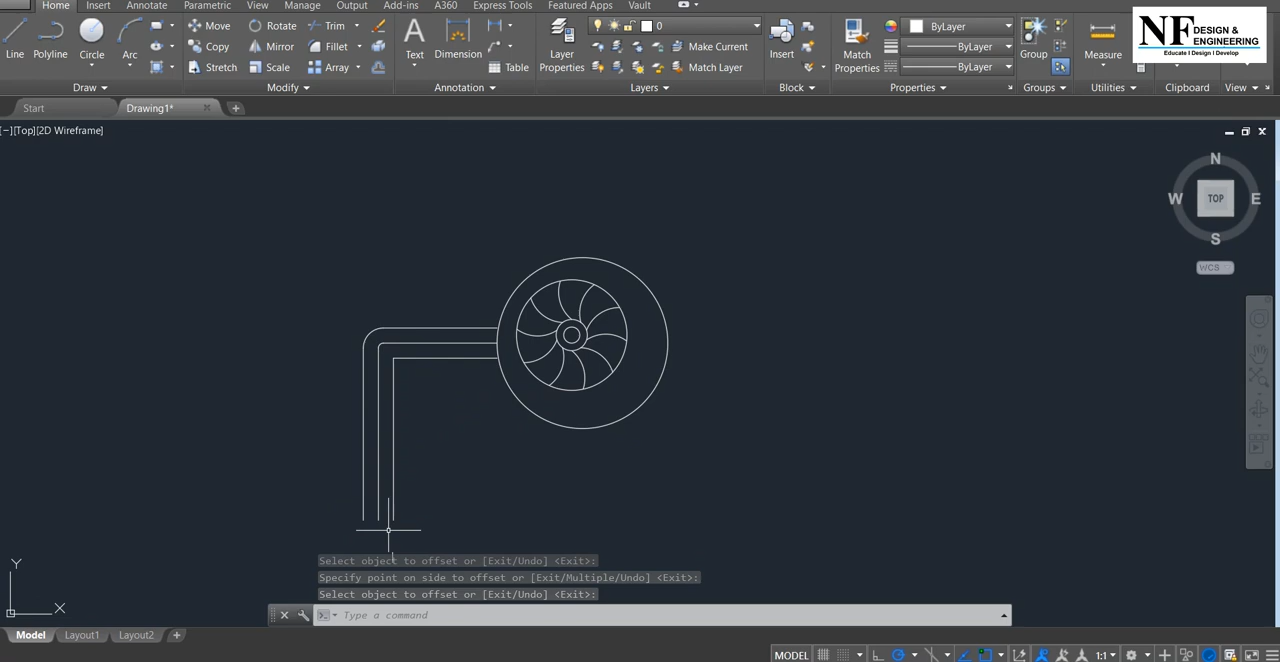 Home Insert Annotate Parametric View Manage Output Add-ins A360 Express Tools Featured Apps Vault
Move Rotate Trim 0
Line Polyline Circle Arc Copy Mirror Fillet Text Dimension Layer Properties Make Current Insert Match Properties ByLayer Group Measure
Stretch Scale Array Table Match Layer ByLayer
ByLayer
Draw Modify Annotation Layers Block Properties Groups Utilities Clipboard View
NF DESIGN & ENGINEERING
Educate I Design I Develop
Start Drawing1*
[−][Top][2D Wireframe]
N
W TOP E
S
WCS
Select object to offset or [Exit/Undo] <Exit>:
Specify point on side to offset or [Exit/Multiple/Undo] <Exit>:
Select object to offset or [Exit/Undo] <Exit>:
Type a command
Y
X
Model Layout1 Layout2
MODEL 1:1